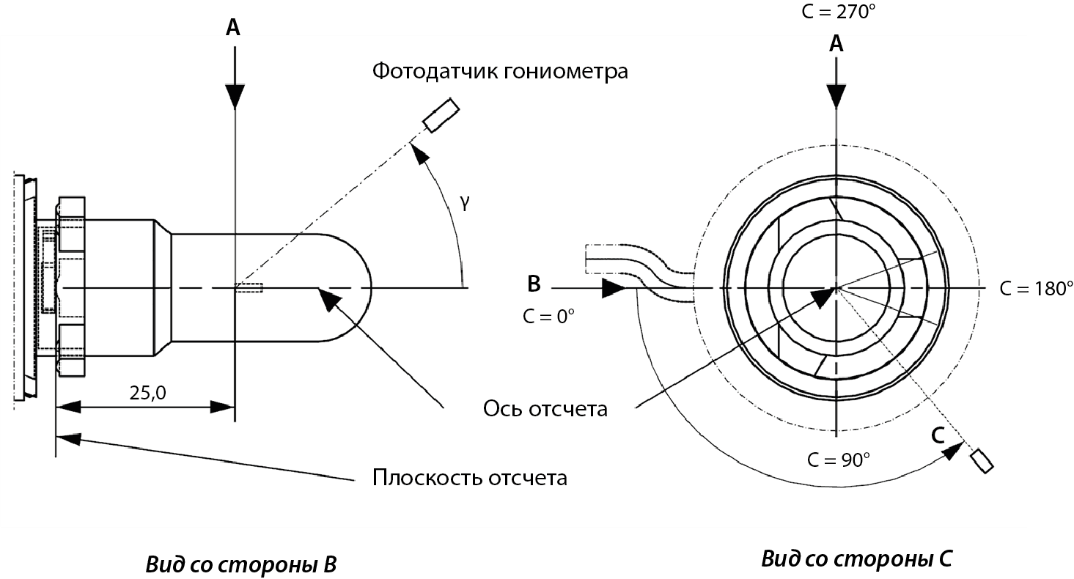 A
Фотодатчик гониометра
γ
25,0
Ось отсчета
Плоскость отсчета
Вид со стороны В
C = 270°
A
B
C = 0°
C = 180°
C
C = 90°
Вид со стороны С